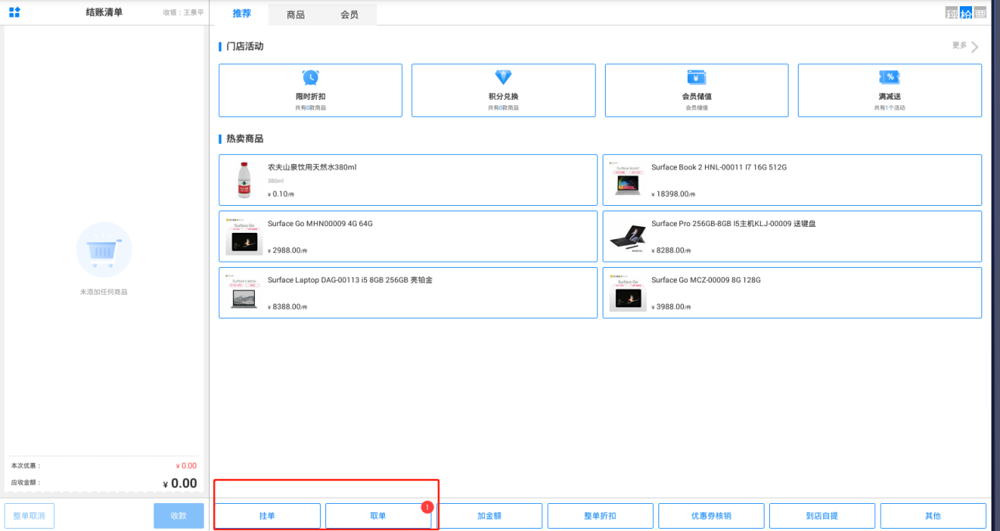 结账清单
收银：王景平
推荐
商品
会员
秤 枪 票
门店活动
更多
限时折扣
共有0款商品
积分兑换
共有0款商品
会员储值
会员储值
满减送
共有1个活动
热卖商品
农夫山泉饮用天然水380ml
380ml
¥ 0.10/件
Surface Book 2 HNL-00011 I7 16G 512G
¥ 18398.00/件
Surface Go MHN00009 4G 64G
¥ 2988.00/件
Surface Pro 256GB-8GB I5主机KLJ-00009 送键盘
¥ 8288.00/件
Surface Laptop DAG-00113 i5 8GB 256GB 亮铂金
¥ 8388.00/件
Surface Go MCZ-00009 8G 128G
¥ 3988.00/件
未添加任何商品
本次优惠：
¥ 0.00
应收金额：
¥ 0.00
整单取消
收款
挂单
取单
1
加金额
整单折扣
优惠券核销
到店自提
其他